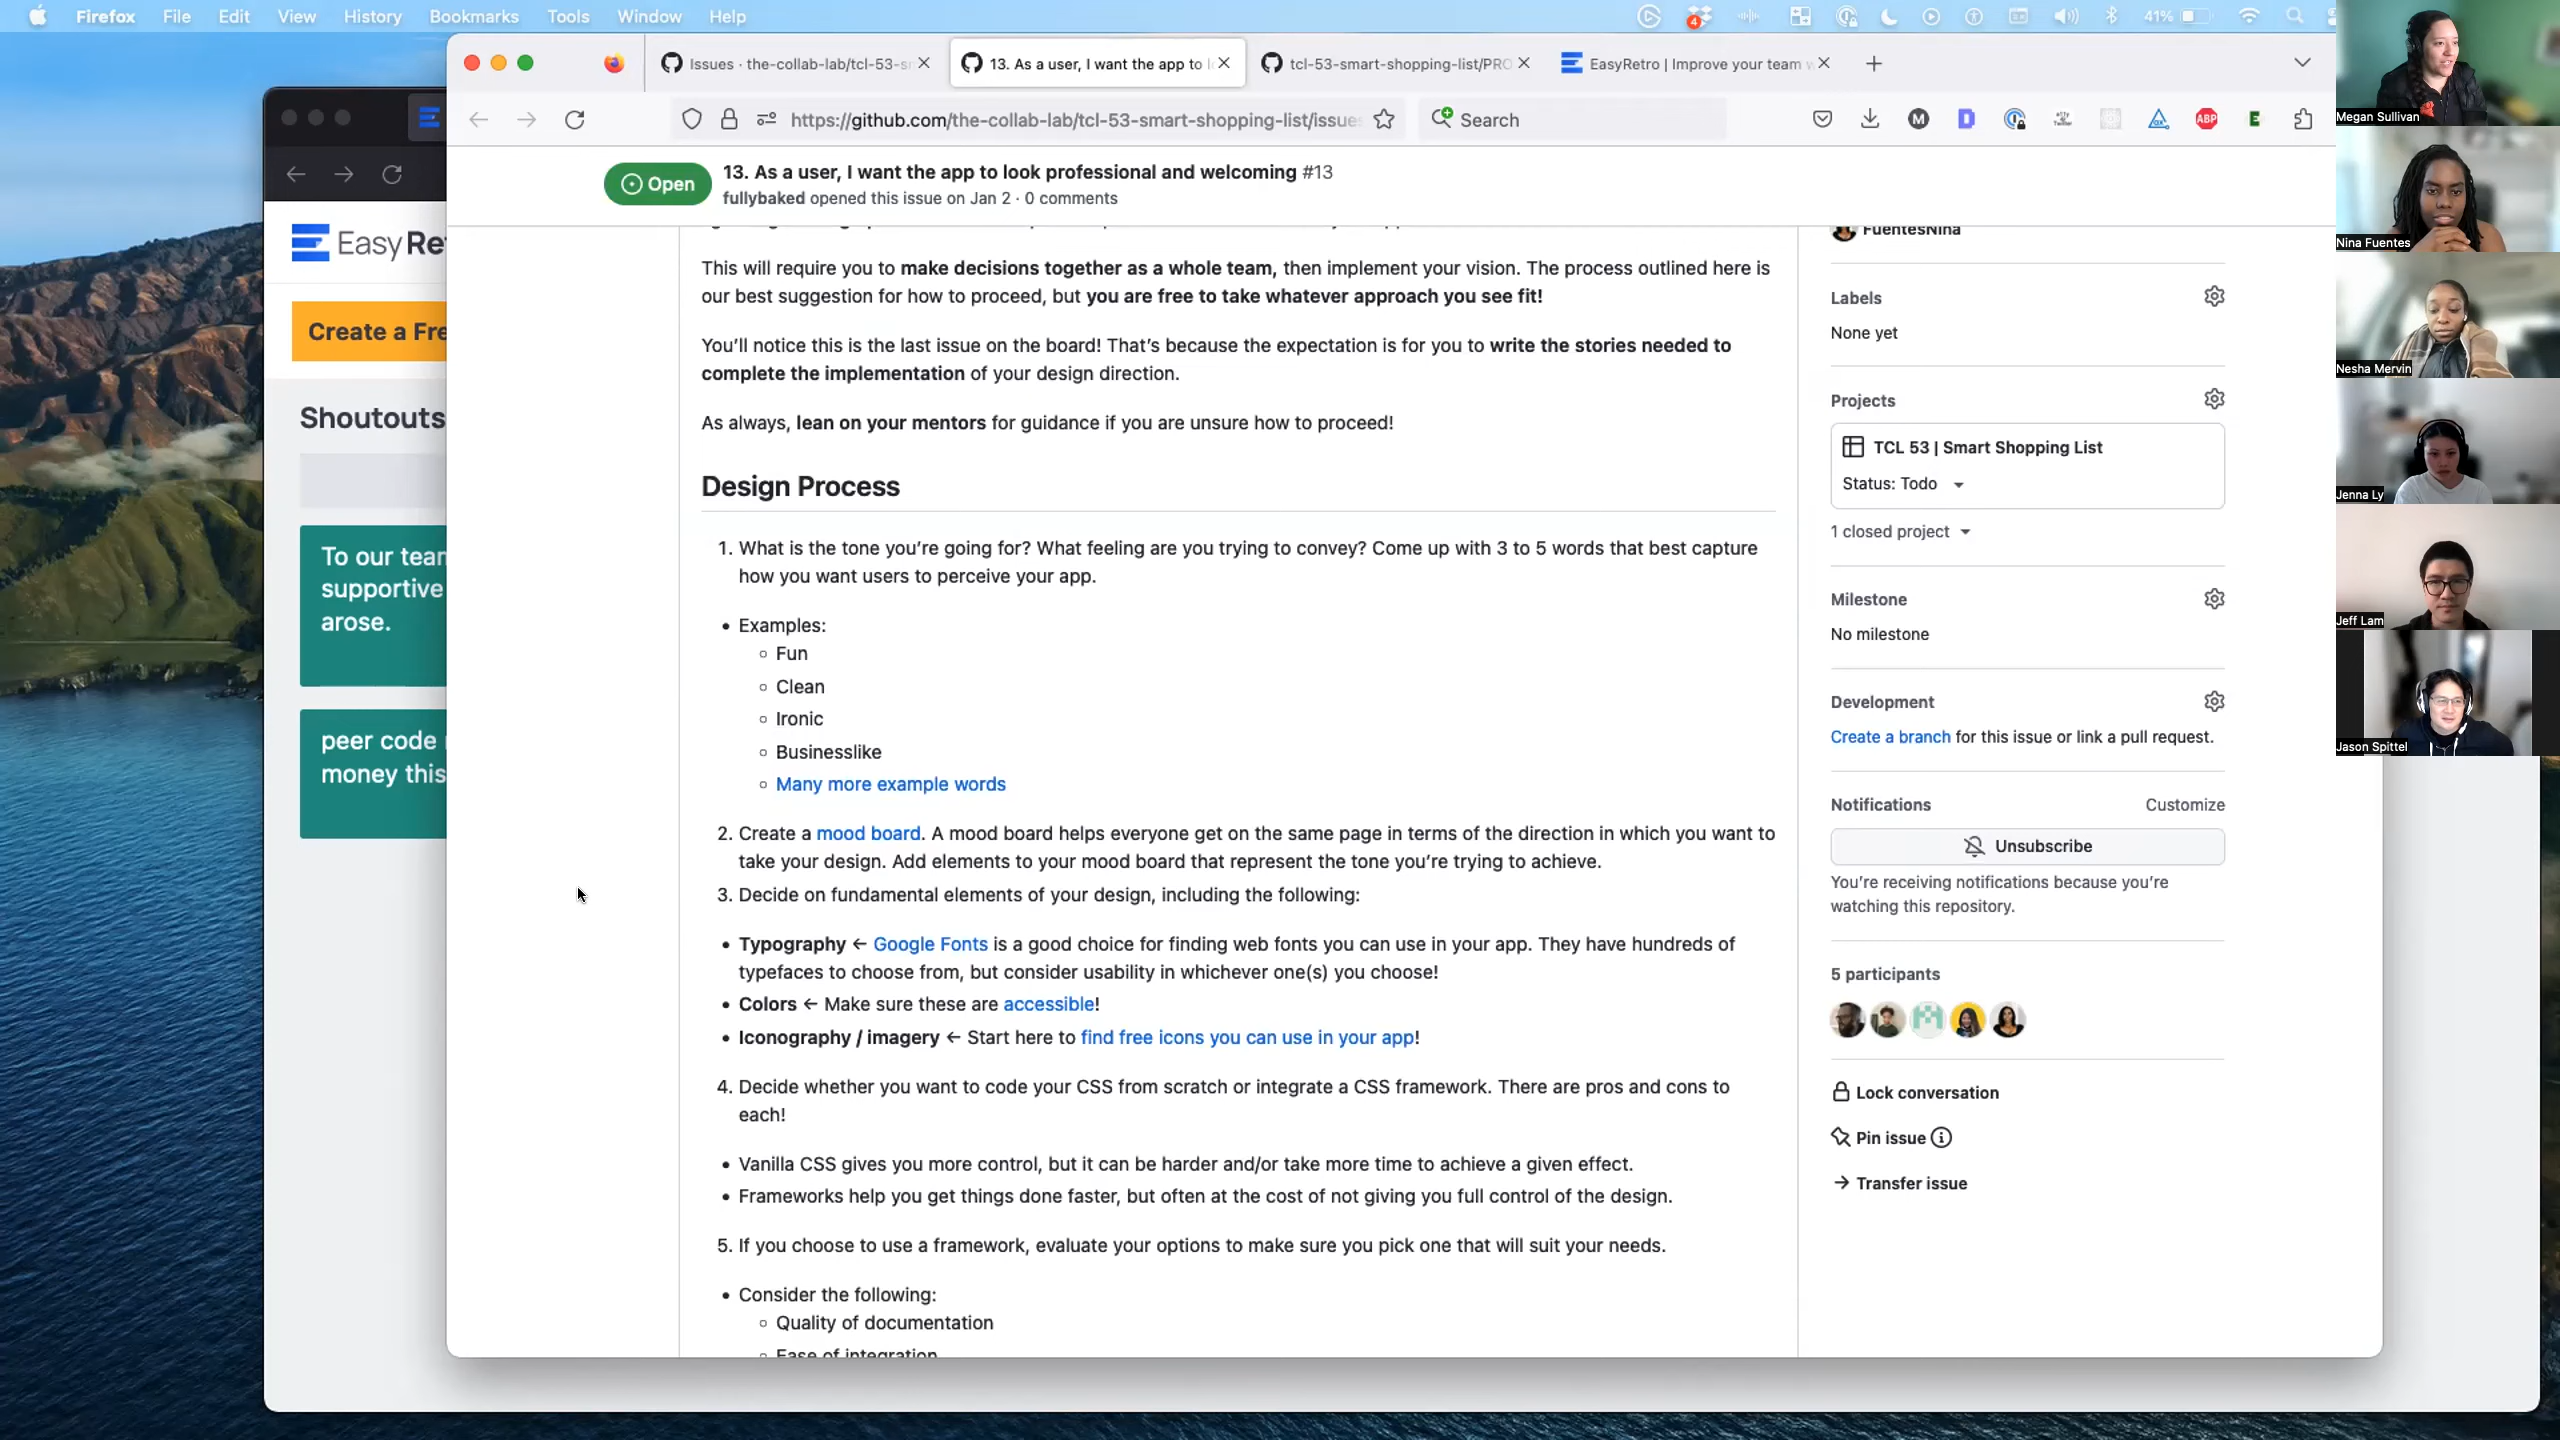 Firefox File Edit View History Bookmarks Tools Window Help
4
41%
Issues · the-collab-lab/tcl-53-s
13. As a user, I want the app to l
tcl-53-smart-shopping-list/PRO
EasyRetro | Improve your team w
https://github.com/the-collab-lab/tcl-53-smart-shopping-list/issues
Search
M
D
ABP
E
EasyRe
Create a Fre
Shoutouts
To our team
supportive
arose.
peer code
money this
Open
13. As a user, I want the app to look professional and welcoming #13
fullybaked opened this issue on Jan 2 · 0 comments
This will require you to make decisions together as a whole team, then implement your vision. The process outlined here is
our best suggestion for how to proceed, but you are free to take whatever approach you see fit!
You’ll notice this is the last issue on the board! That’s because the expectation is for you to write the stories needed to
complete the implementation of your design direction.
As always, lean on your mentors for guidance if you are unsure how to proceed!
Design Process
1. What is the tone you’re going for? What feeling are you trying to convey? Come up with 3 to 5 words that best capture
how you want users to perceive your app.
Examples:
Fun
Clean
Ironic
Businesslike
Many more example words
2. Create a mood board. A mood board helps everyone get on the same page in terms of the direction in which you want to
take your design. Add elements to your mood board that represent the tone you’re trying to achieve.
3. Decide on fundamental elements of your design, including the following:
Typography ← Google Fonts is a good choice for finding web fonts you can use in your app. They have hundreds of
typefaces to choose from, but consider usability in whichever one(s) you choose!
Colors ← Make sure these are accessible!
Iconography / imagery ← Start here to find free icons you can use in your app!
4. Decide whether you want to code your CSS from scratch or integrate a CSS framework. There are pros and cons to
each!
Vanilla CSS gives you more control, but it can be harder and/or take more time to achieve a given effect.
Frameworks help you get things done faster, but often at the cost of not giving you full control of the design.
5. If you choose to use a framework, evaluate your options to make sure you pick one that will suit your needs.
Consider the following:
Quality of documentation
Ease of integration
FuentesNina
Labels
None yet
Projects
TCL 53 | Smart Shopping List
Status: Todo
1 closed project
Milestone
No milestone
Development
Create a branch for this issue or link a pull request.
Notifications Customize
Unsubscribe
You’re receiving notifications because you’re
watching this repository.
5 participants
Lock conversation
Pin issue
Transfer issue
Megan Sullivan
Nina Fuentes
Nesha Mervin
Jenna Ly
Jeff Lam
Jason Spittel